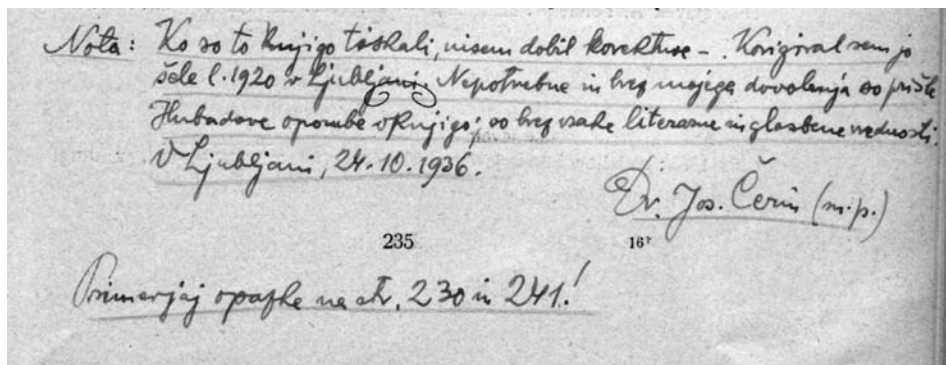 Nota: Ko so to knjigo tiskali, nisem dobil korekture –. Korigiral sem jo
šele l. 1920 v Ljubljani. Nepotrebne in brez mojega dovoljenja so prišle
Hubadove opombe v knjigo; so brez vsake literarne in glasbene vrednosti.
V Ljubljani, 24. 10. 1936.
Dr. Jos. Čerin (m. p.)
235
16*
Primerjaj opazke na str. 230 in 241!